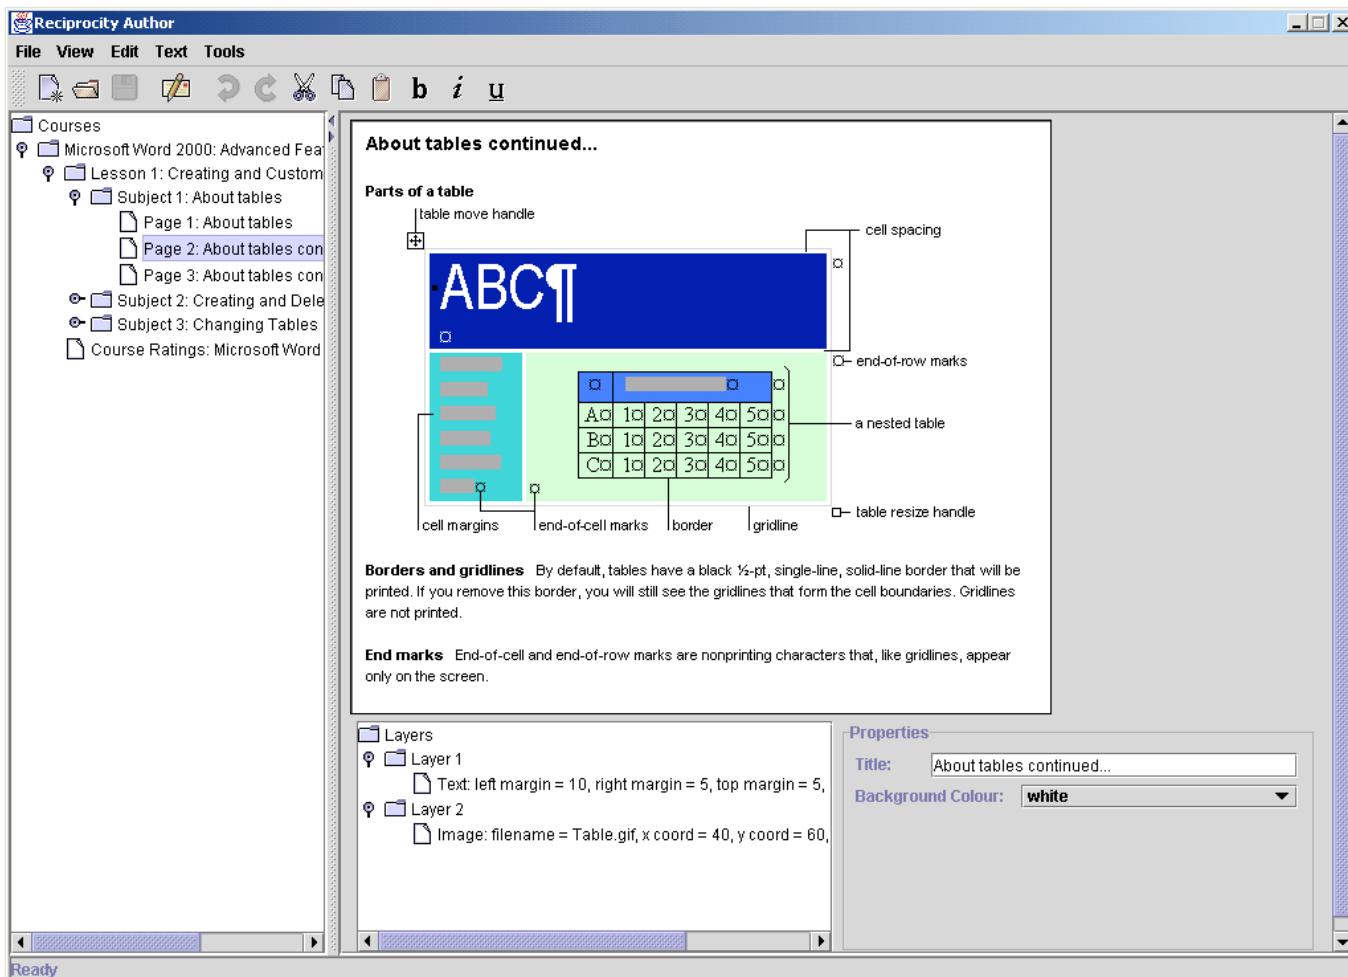 Reciprocity Author
File View Edit Text Tools
b i u
Courses
Microsoft Word 2000: Advanced Fea
Lesson 1: Creating and Custom
Subject 1: About tables
Page 1: About tables
Page 2: About tables con
Page 3: About tables con
Subject 2: Creating and Dele
Subject 3: Changing Tables
Course Ratings: Microsoft Word
About tables continued...
Parts of a table
table move handle
cell spacing
ABC¶
end-of-row marks
A¤ 1¤ 2¤ 3¤ 4¤ 5¤ ¤
B¤ 1¤ 2¤ 3¤ 4¤ 5¤ ¤
C¤ 1¤ 2¤ 3¤ 4¤ 5¤ ¤
a nested table
table resize handle
cell margins end-of-cell marks border gridline
Borders and gridlines By default, tables have a black ½-pt, single-line, solid-line border that will be
printed. If you remove this border, you will still see the gridlines that form the cell boundaries. Gridlines
are not printed.
End marks End-of-cell and end-of-row marks are nonprinting characters that, like gridlines, appear
only on the screen.
Layers
Layer 1
Text: left margin = 10, right margin = 5, top margin = 5,
Layer 2
Image: filename = Table.gif, x coord = 40, y coord = 60,
Properties
Title: About tables continued...
Background Colour: white
Ready